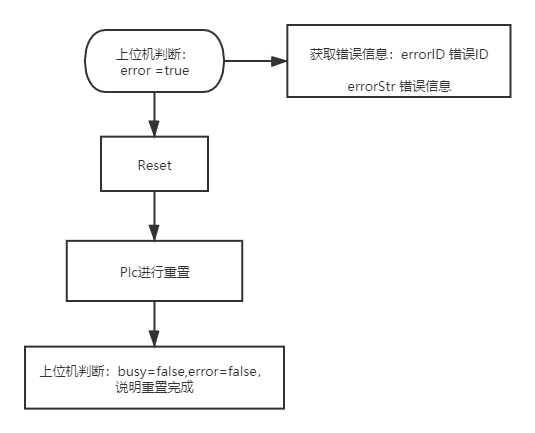 上位机判断：
error =true
获取错误信息：errorID 错误ID
errorStr 错误信息
Reset
Plc进行重置
上位机判断：busy=false,error=false，
说明重置完成